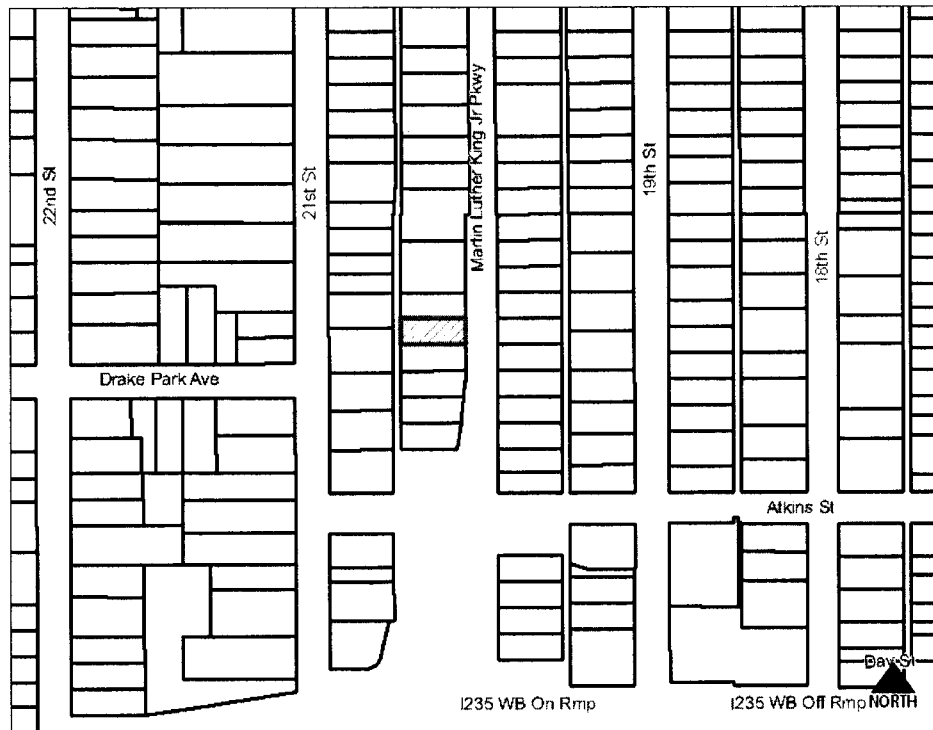 Martin Luther King Jr Pkwy
22nd St
21st St
19th St
18th St
Drake Park Ave
Atkins St
Day St
I235 WB On Rmp
I235 WB Off Rmp
NORTH